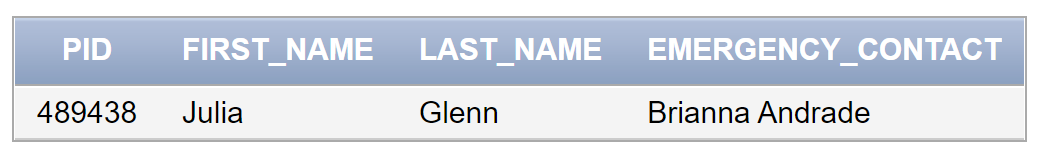 PID FIRST_NAME LAST_NAME EMERGENCY_CONTACT
489438 Julia Glenn Brianna Andrade